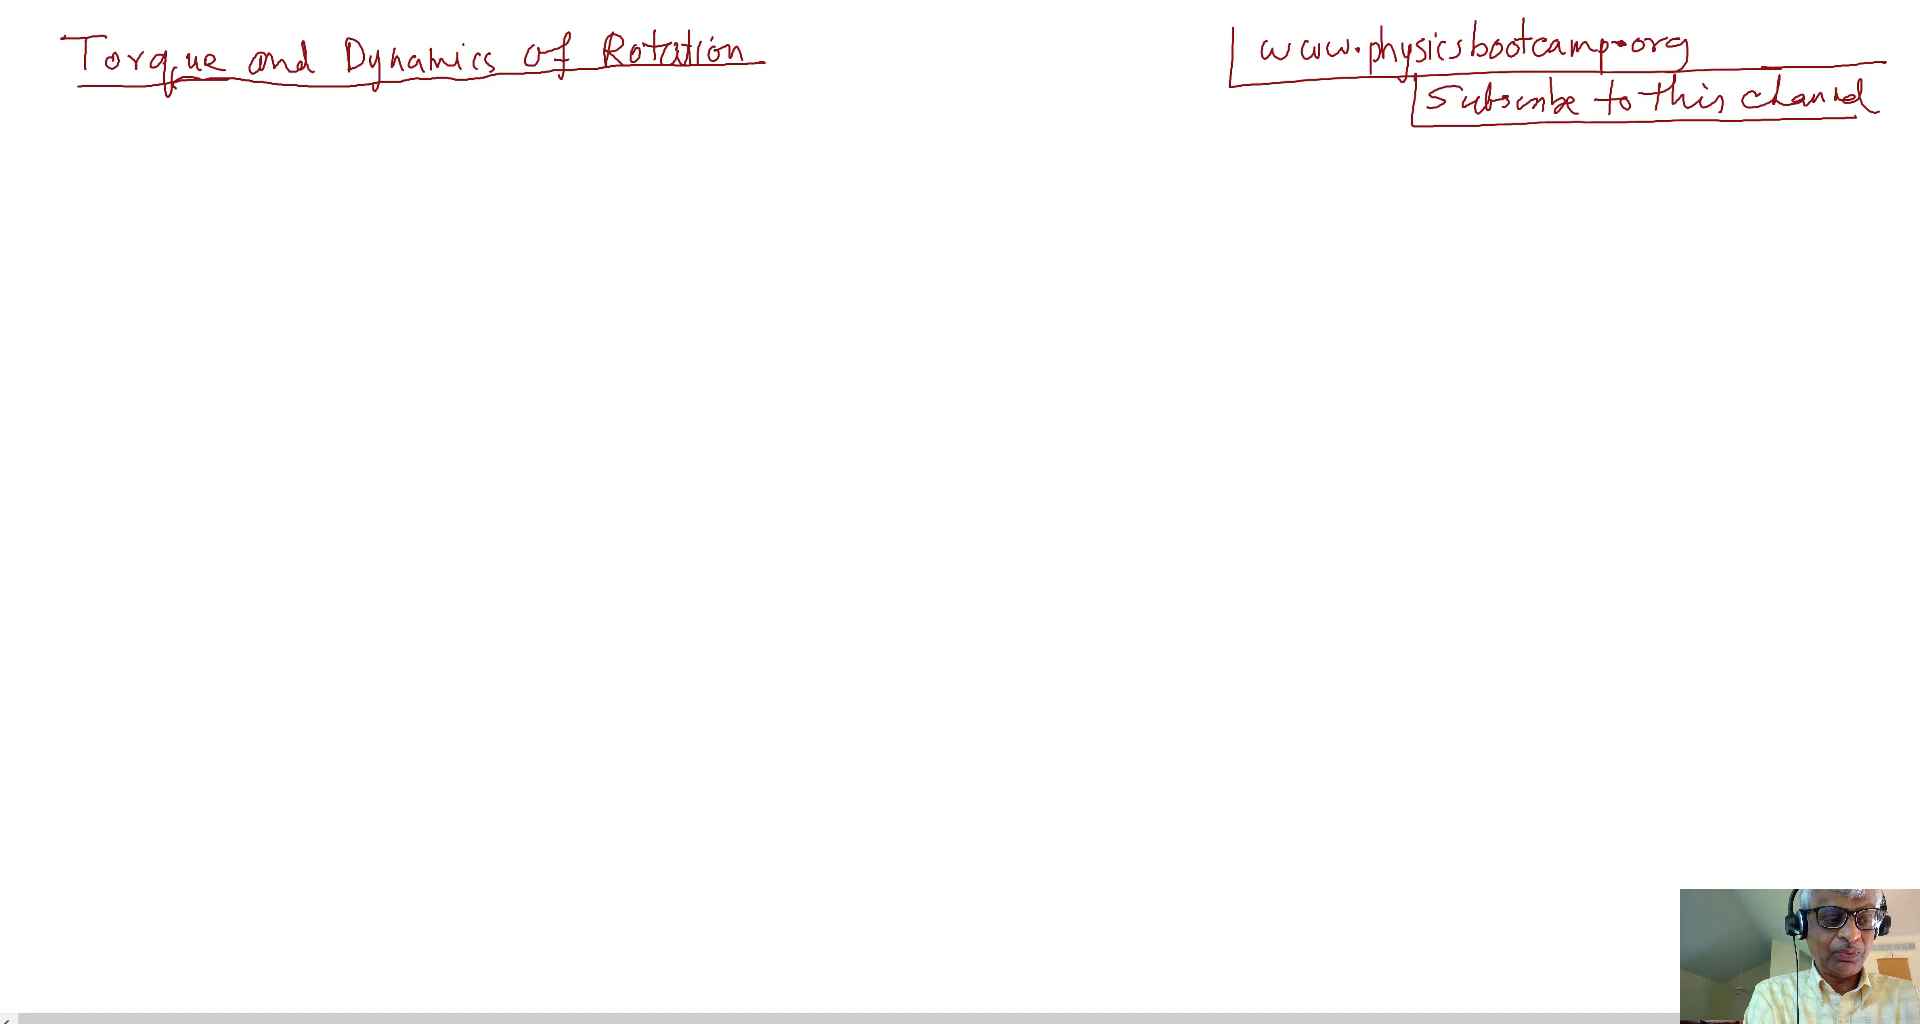 Torque and Dynamics of Rotation
www.physicsbootcamp.org
Subscribe to this channel